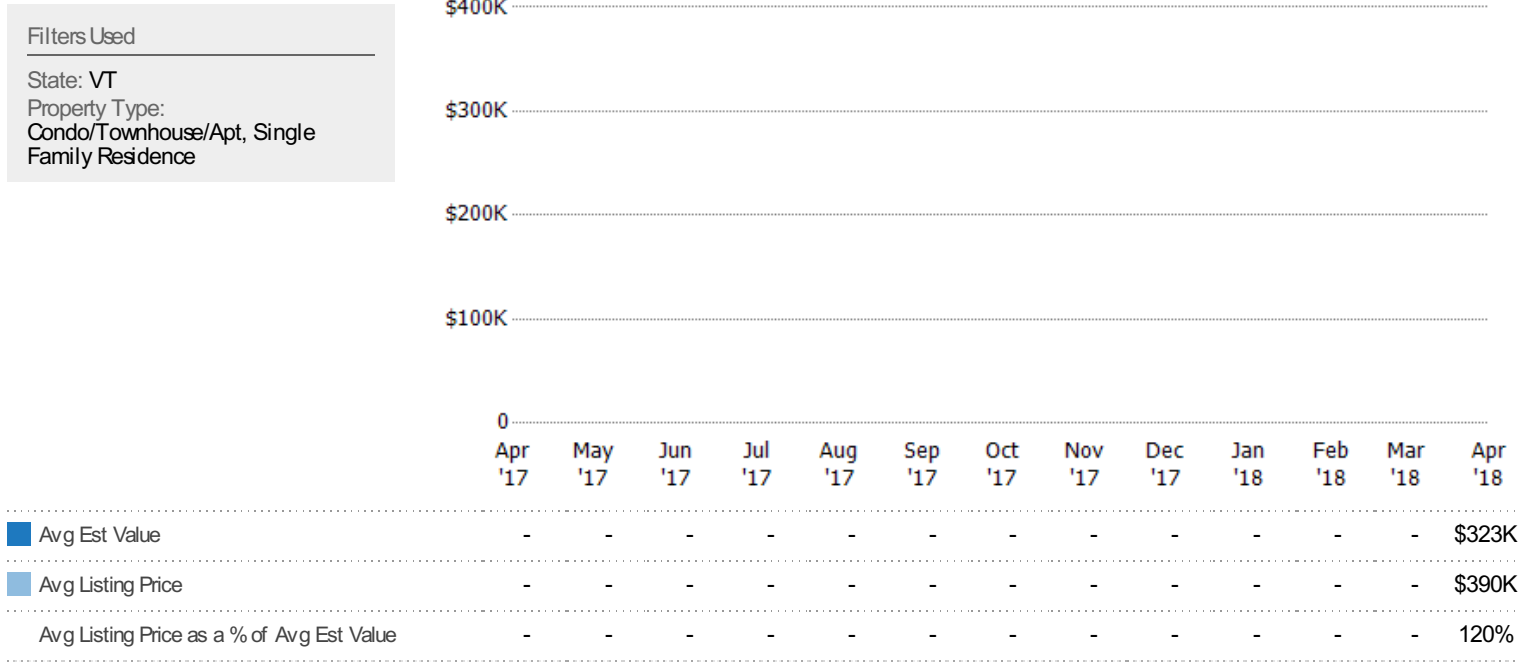 Filters Used
State: VT
Property Type:
Condo/Townhouse/Apt, Single
Family Residence
$400K
$300K
$200K
$100K
0
Apr May Jun Jul Aug Sep Oct Nov Dec Jan Feb Mar Apr
'17 '17 '17 '17 '17 '17 '17 '17 '17 '18 '18 '18 '18
Avg Est Value - - - - - - - - - - - - $323K
Avg Listing Price - - - - - - - - - - - - $390K
Avg Listing Price as a % of Avg Est Value - - - - - - - - - - - - 120%